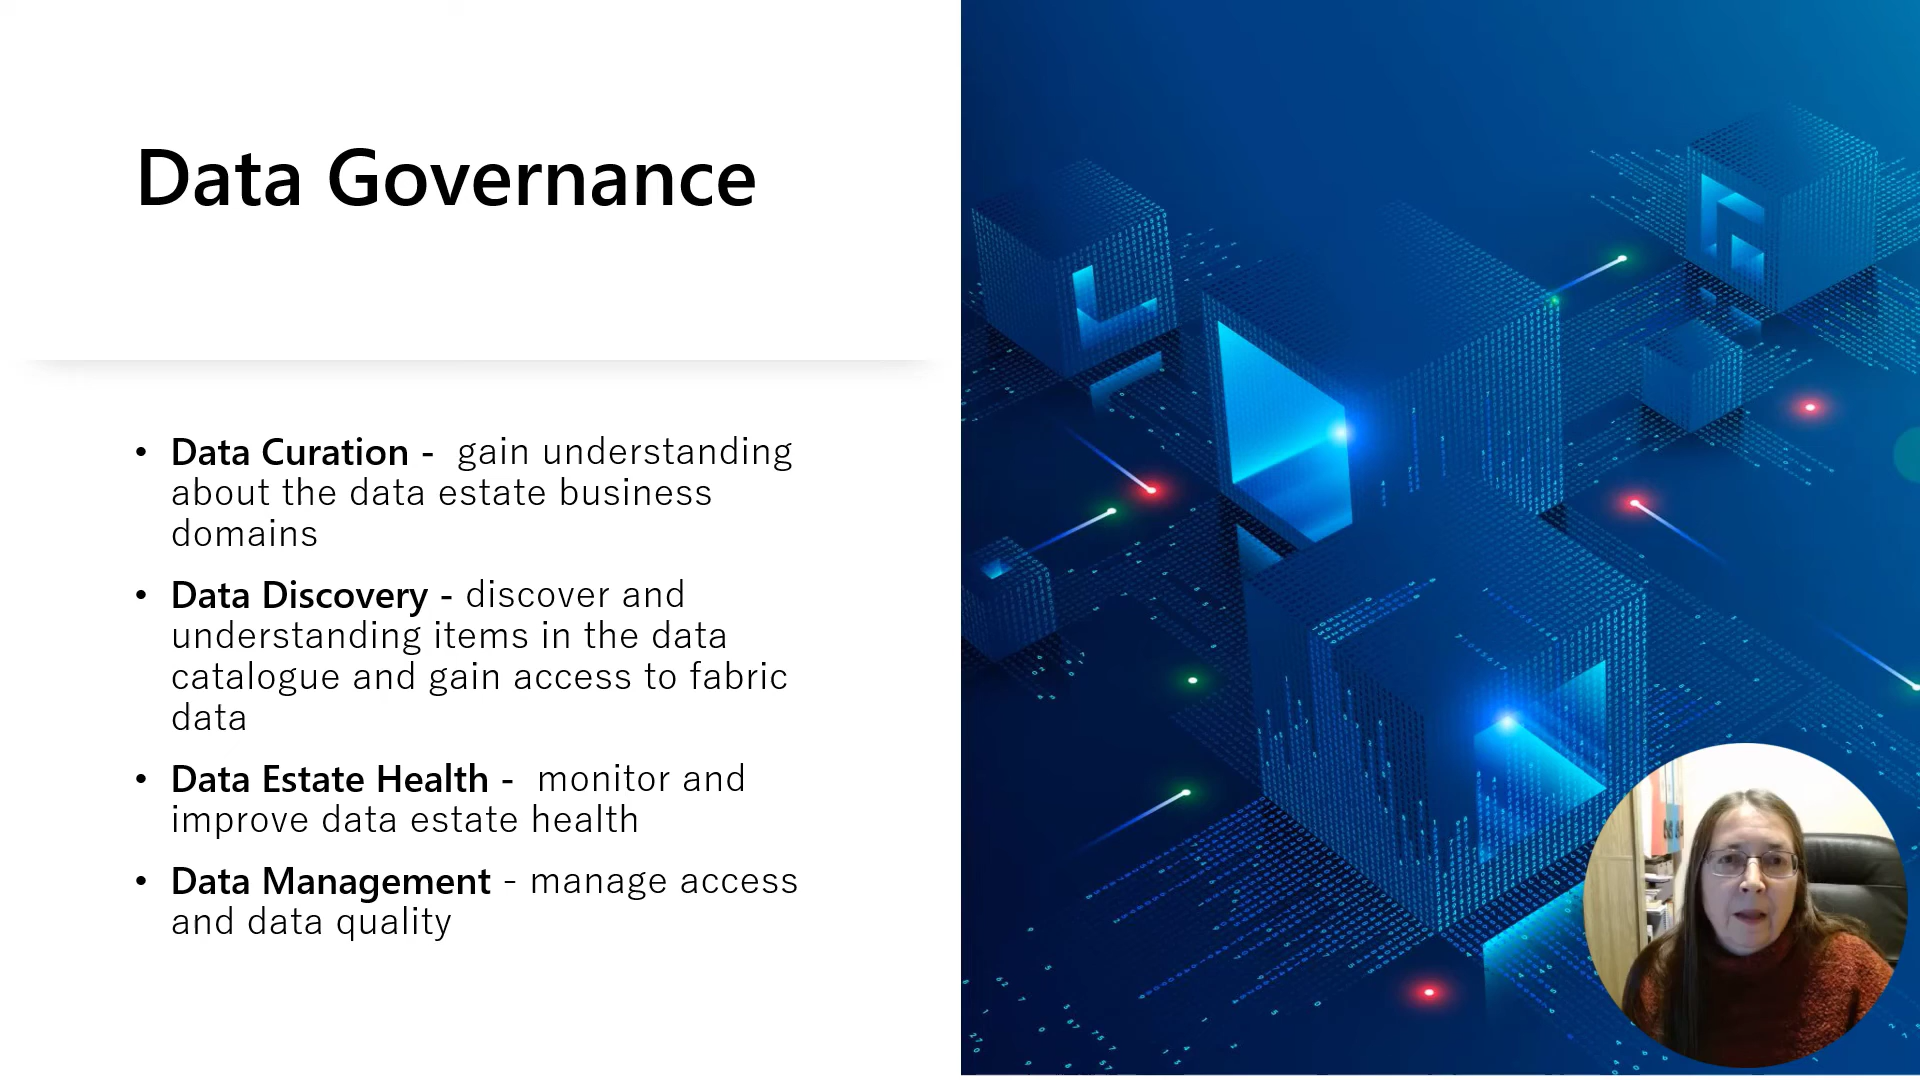 Data Governance
• Data Curation -  gain understanding
about the data estate business
domains
• Data Discovery - discover and
understanding items in the data
catalogue and gain access to fabric
data
• Data Estate Health -  monitor and
improve data estate health
• Data Management - manage access
and data quality